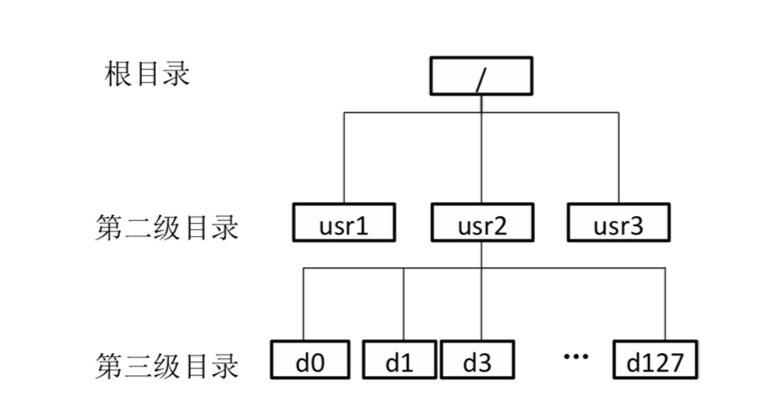 根目录
/
第二级目录
usr1 usr2 usr3
第三级目录
d0 d1 d3 ... d127